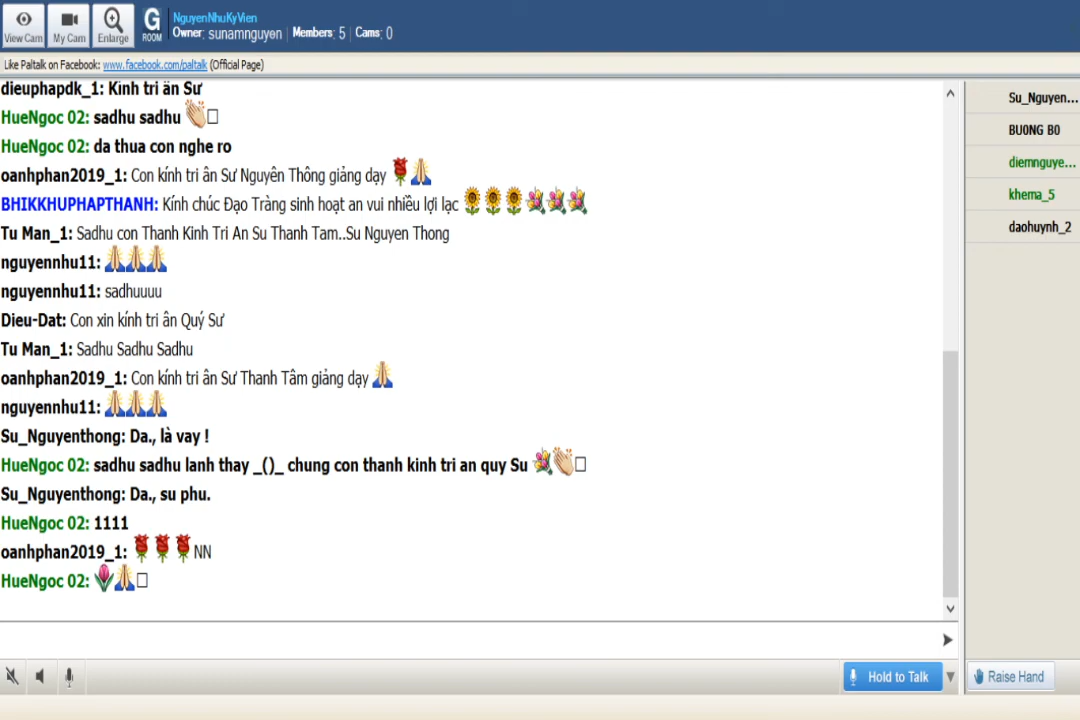 View Cam
My Cam
Enlarge
G
ROOM
NguyenNhuKyVien
Owner: sunamnguyen | Members: 5 | Cams: 0
Like Paltalk on Facebook: www.facebook.com/paltalk (Official Page)
dieuphapdk_1: Kinh tri ân Sư
HueNgoc 02: sadhu sadhu 👏🏼□
HueNgoc 02: da thua con nghe ro
oanhphan2019_1: Con kính tri ân Sư Nguyên Thông giảng dạy 🌹🙏
BHIKKHUPHAPTHANH: Kính chúc Đạo Tràng sinh hoạt an vui nhiều lợi lạc 🌻🌻🌻💐💐💐
Tu Man_1: Sadhu con Thanh Kinh Tri An Su Thanh Tam..Su Nguyen Thong
nguyennhu11: 🙏🙏🙏
nguyennhu11: sadhuuuu
Dieu-Dat: Con xin kính tri ân Quý Sư
Tu Man_1: Sadhu Sadhu Sadhu
oanhphan2019_1: Con kính tri ân Sư Thanh Tâm giảng dạy 🙏
nguyennhu11: 🙏🙏🙏
Su_Nguyenthong: Da., là vay !
HueNgoc 02: sadhu sadhu lanh thay _()_ chung con thanh kinh tri an quy Su 💐👏🏼□
Su_Nguyenthong: Da., su phu.
HueNgoc 02: 1111
oanhphan2019_1: 🌹🌹🌹NN
HueNgoc 02: 🌷🙏□
Su_Nguyen...
BU0NG B0
diemnguye...
khema_5
daohuynh_2
Hold to Talk
Raise Hand